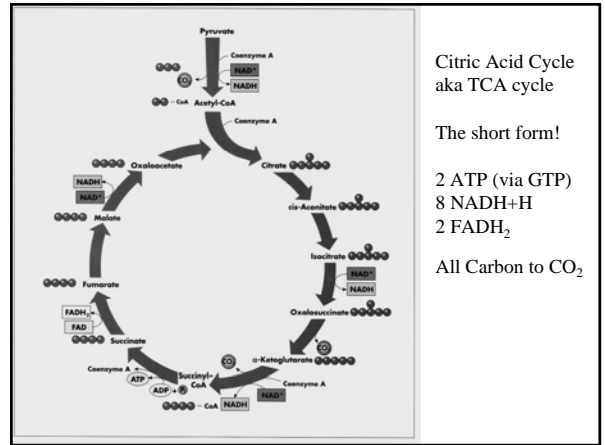 Pyruvate
Coenzyme A
CO₂
NAD⁺
NADH
– CoA Acetyl-CoA
Coenzyme A
Oxaloacetate
Citrate
NADH
NAD⁺
cis-Aconitate
Malate
Isocitrate
NAD⁺
NADH
Fumarate
Oxalosuccinate
FADH₂
FAD
CO₂
Succinate
CO₂
α-Ketoglutarate
Coenzyme A
Succinyl-
CoA
ATP
Coenzyme A
ADP + Pi
NAD⁺
– CoA
NADH
Citric Acid Cycle
aka TCA cycle
The short form!
2 ATP (via GTP)
8 NADH+H
2 FADH₂
All Carbon to CO₂